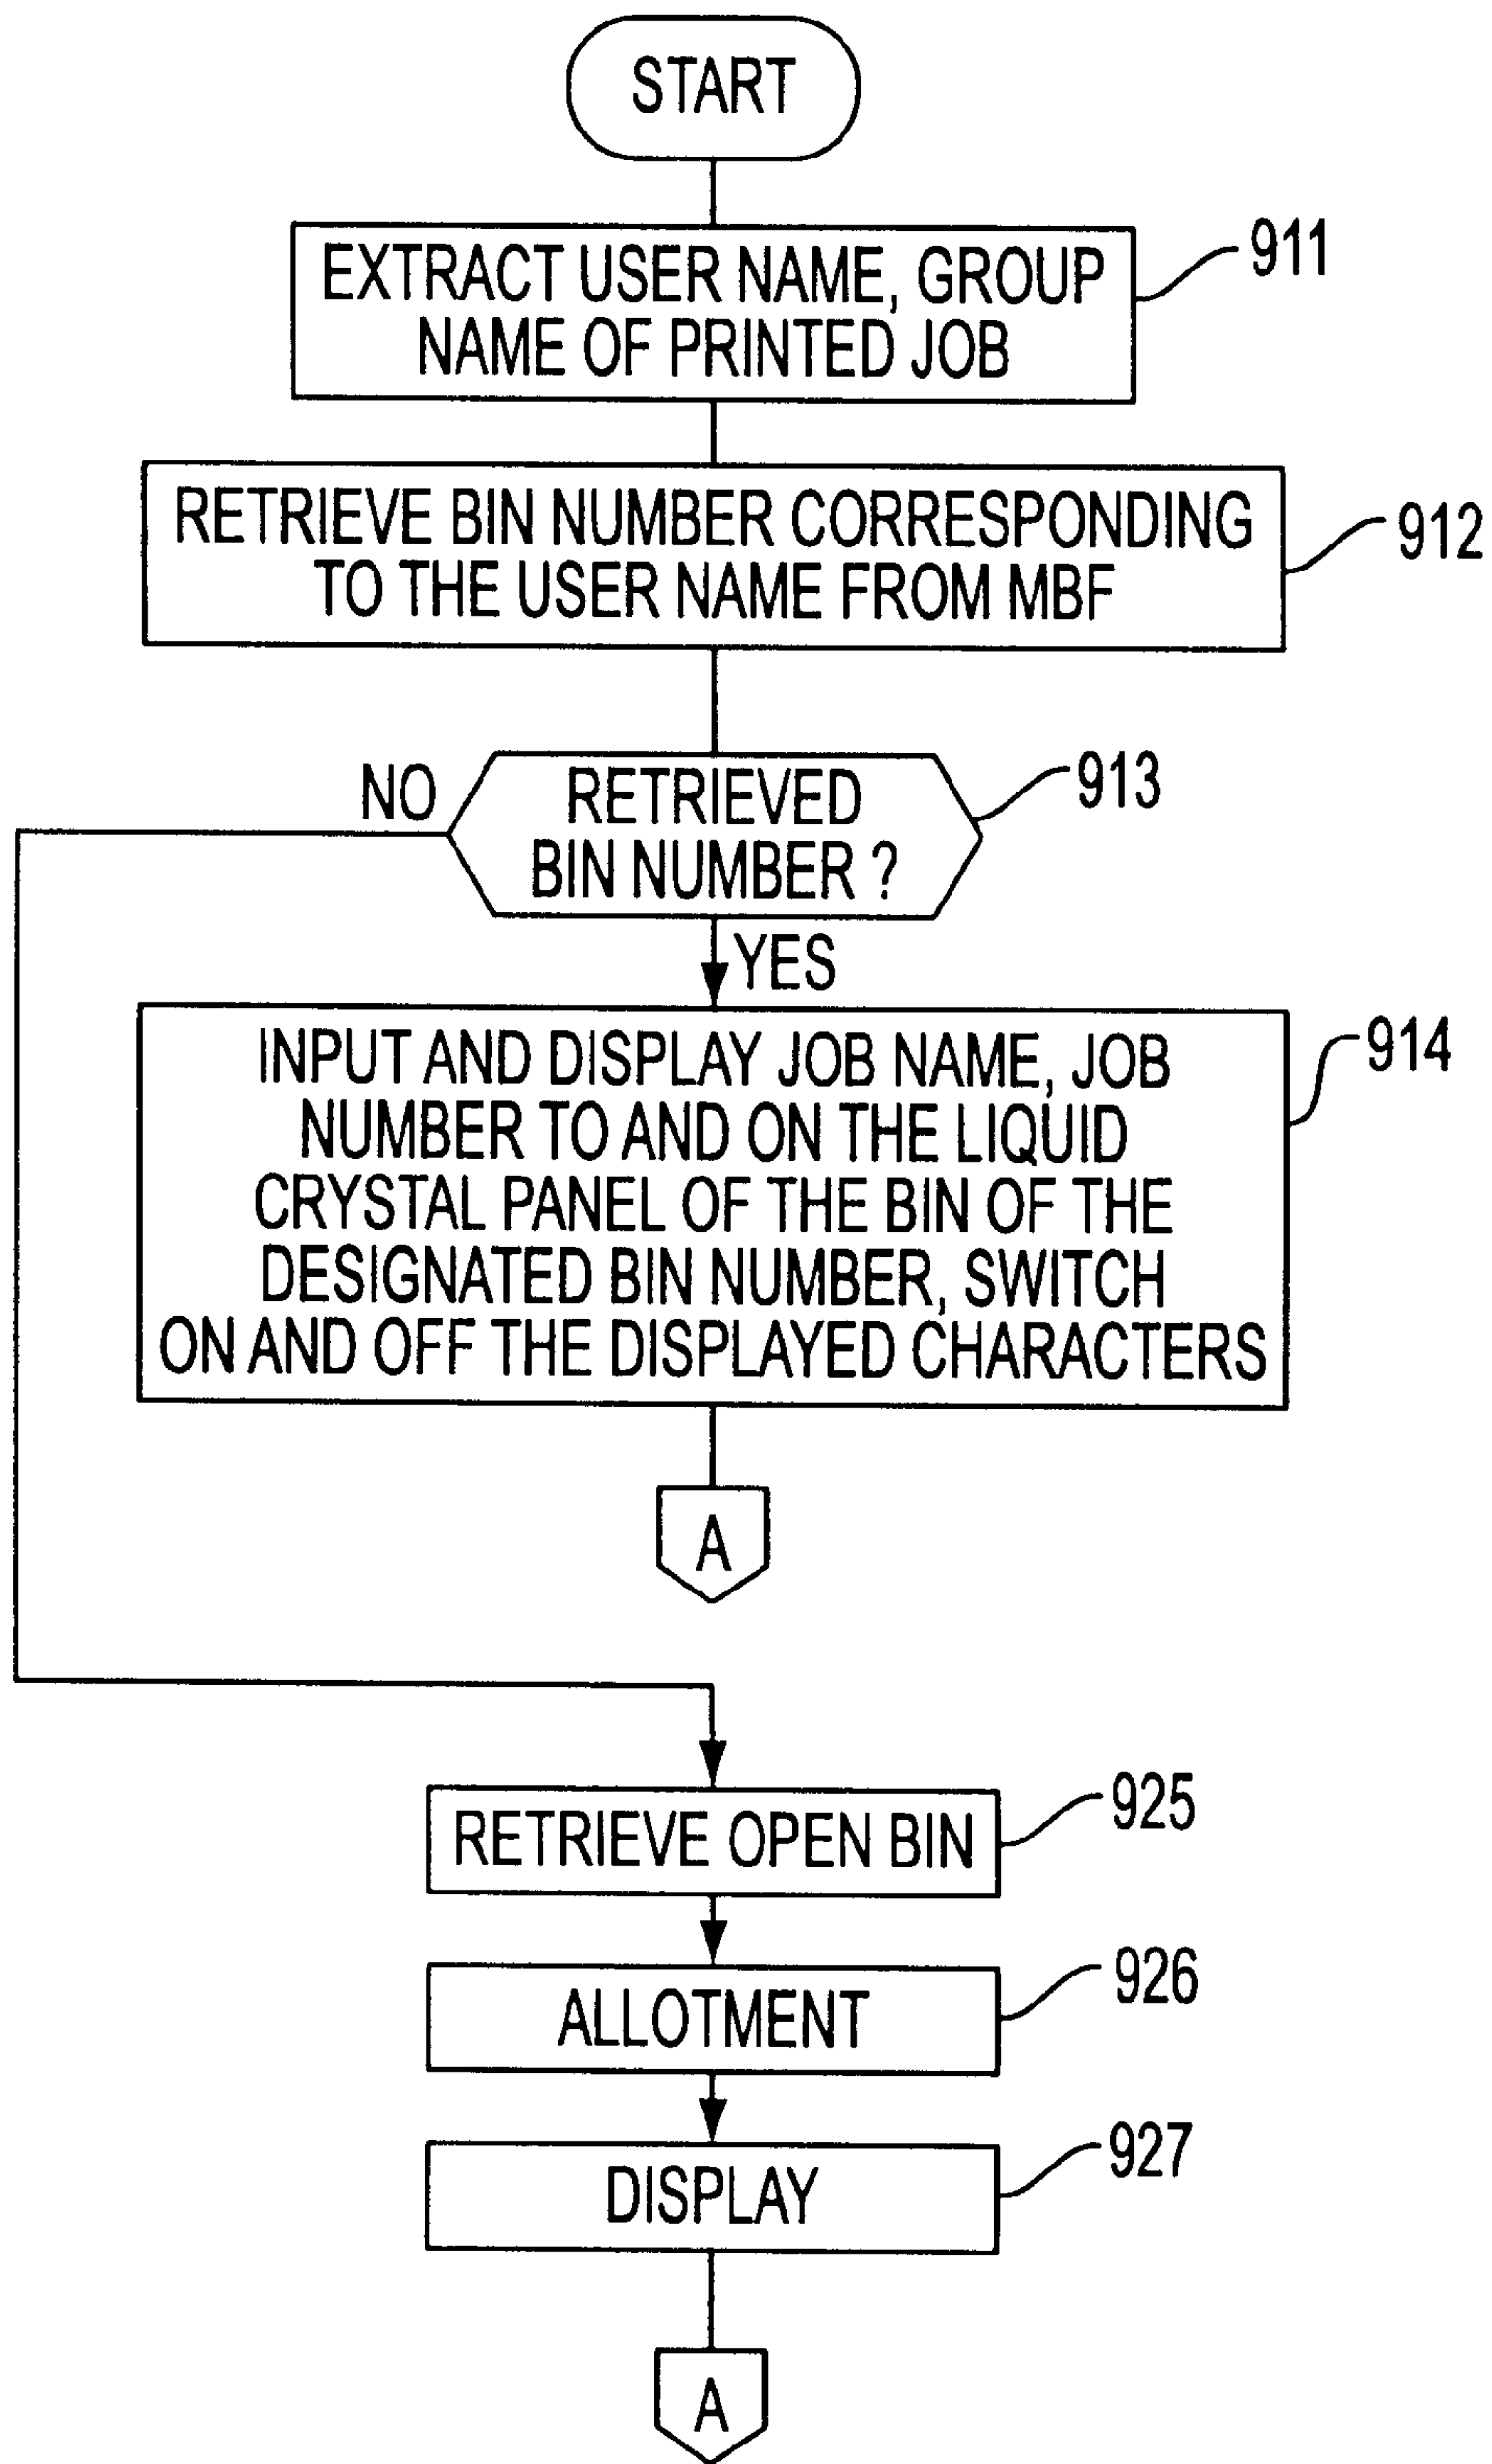 START
EXTRACT USER NAME, GROUP
NAME OF PRINTED JOB
911
RETRIEVE BIN NUMBER CORRESPONDING
TO THE USER NAME FROM MBF
912
NO
RETRIEVED
BIN NUMBER ?
913
YES
INPUT AND DISPLAY JOB NAME, JOB
NUMBER TO AND ON THE LIQUID
CRYSTAL PANEL OF THE BIN OF THE
DESIGNATED BIN NUMBER, SWITCH
ON AND OFF THE DISPLAYED CHARACTERS
914
A
RETRIEVE OPEN BIN
925
ALLOTMENT
926
DISPLAY
927
A